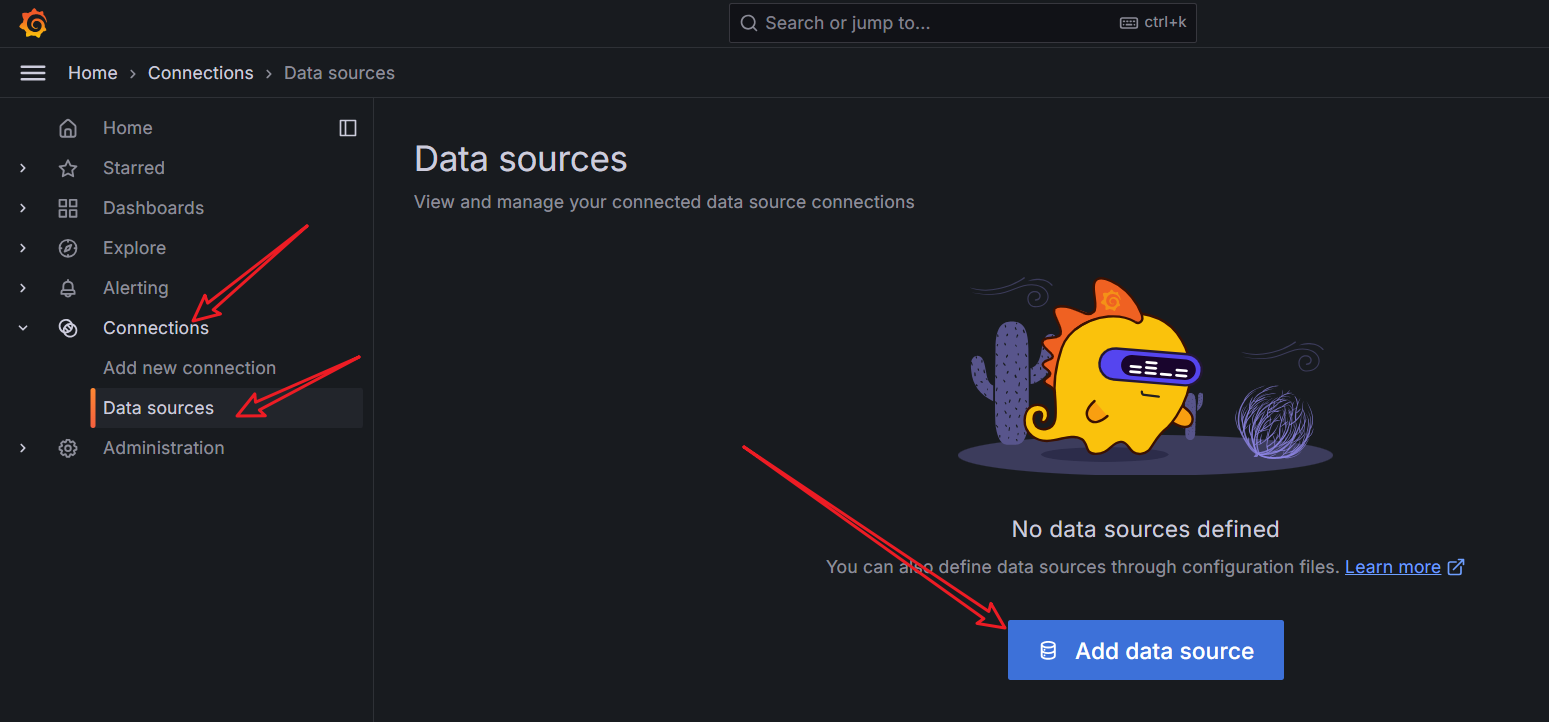 Search or jump to...
ctrl+k
Home › Connections › Data sources
Home
Starred
Dashboards
Explore
Alerting
Connections
Add new connection
Data sources
Administration
Data sources
View and manage your connected data source connections
No data sources defined
You can also define data sources through configuration files. Learn more
Add data source